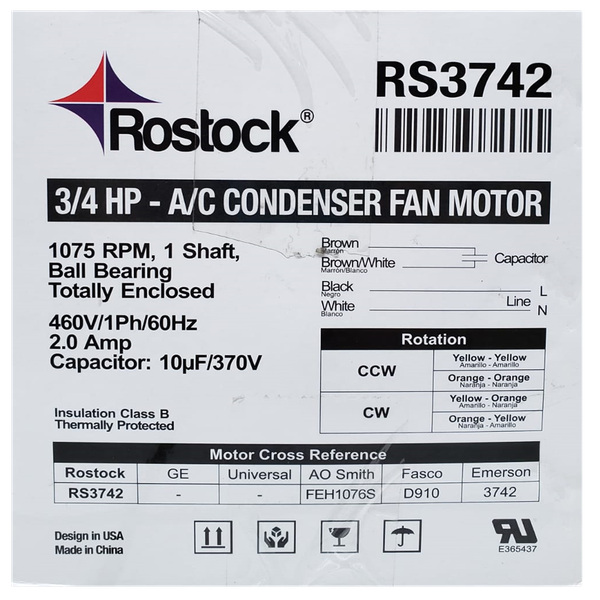 Rostock®
RS3742
3/4 HP - A/C CONDENSER FAN MOTOR
1075 RPM, 1 Shaft,
Ball Bearing
Totally Enclosed
460V/1Ph/60Hz
2.0 Amp
Capacitor: 10µF/370V
Insulation Class B
Thermally Protected
Brown
Marrón
Brown/White
Marrón/Blanco
Capacitor
Black
Negro
White
Blanco
Line
L
N
Rotation
CCW
Yellow - Yellow
Amarillo - Amarillo
Orange - Orange
Naranja - Naranja
CW
Yellow - Orange
Amarillo - Naranja
Orange - Yellow
Naranja - Amarillo
Motor Cross Reference
Rostock GE Universal AO Smith Fasco Emerson
RS3742 - - FEH1076S D910 3742
Design in USA
Made in China
E365437